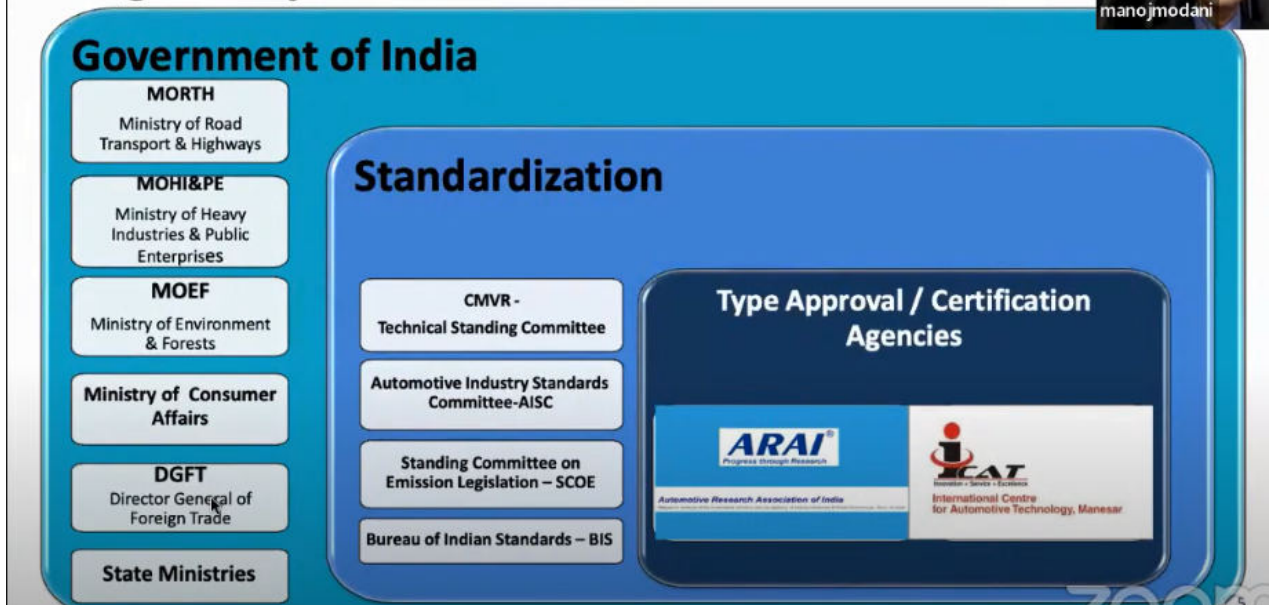 manojmodani
Government of India
MORTH
Ministry of Road
Transport & Highways
MOHI&PE
Ministry of Heavy
Industries & Public
Enterprises
MOEF
Ministry of Environment
& Forests
Ministry of Consumer
Affairs
DGFT
Director General of
Foreign Trade
State Ministries
Standardization
CMVR -
Technical Standing Committee
Automotive Industry Standards
Committee-AISC
Standing Committee on
Emission Legislation – SCOE
Bureau of Indian Standards – BIS
Type Approval / Certification
Agencies
ARAI®
Progress through Research
Automotive Research Association of India
iCAT
Innovation • Service • Excellence
International Centre
for Automotive Technology, Manesar
zoom
5